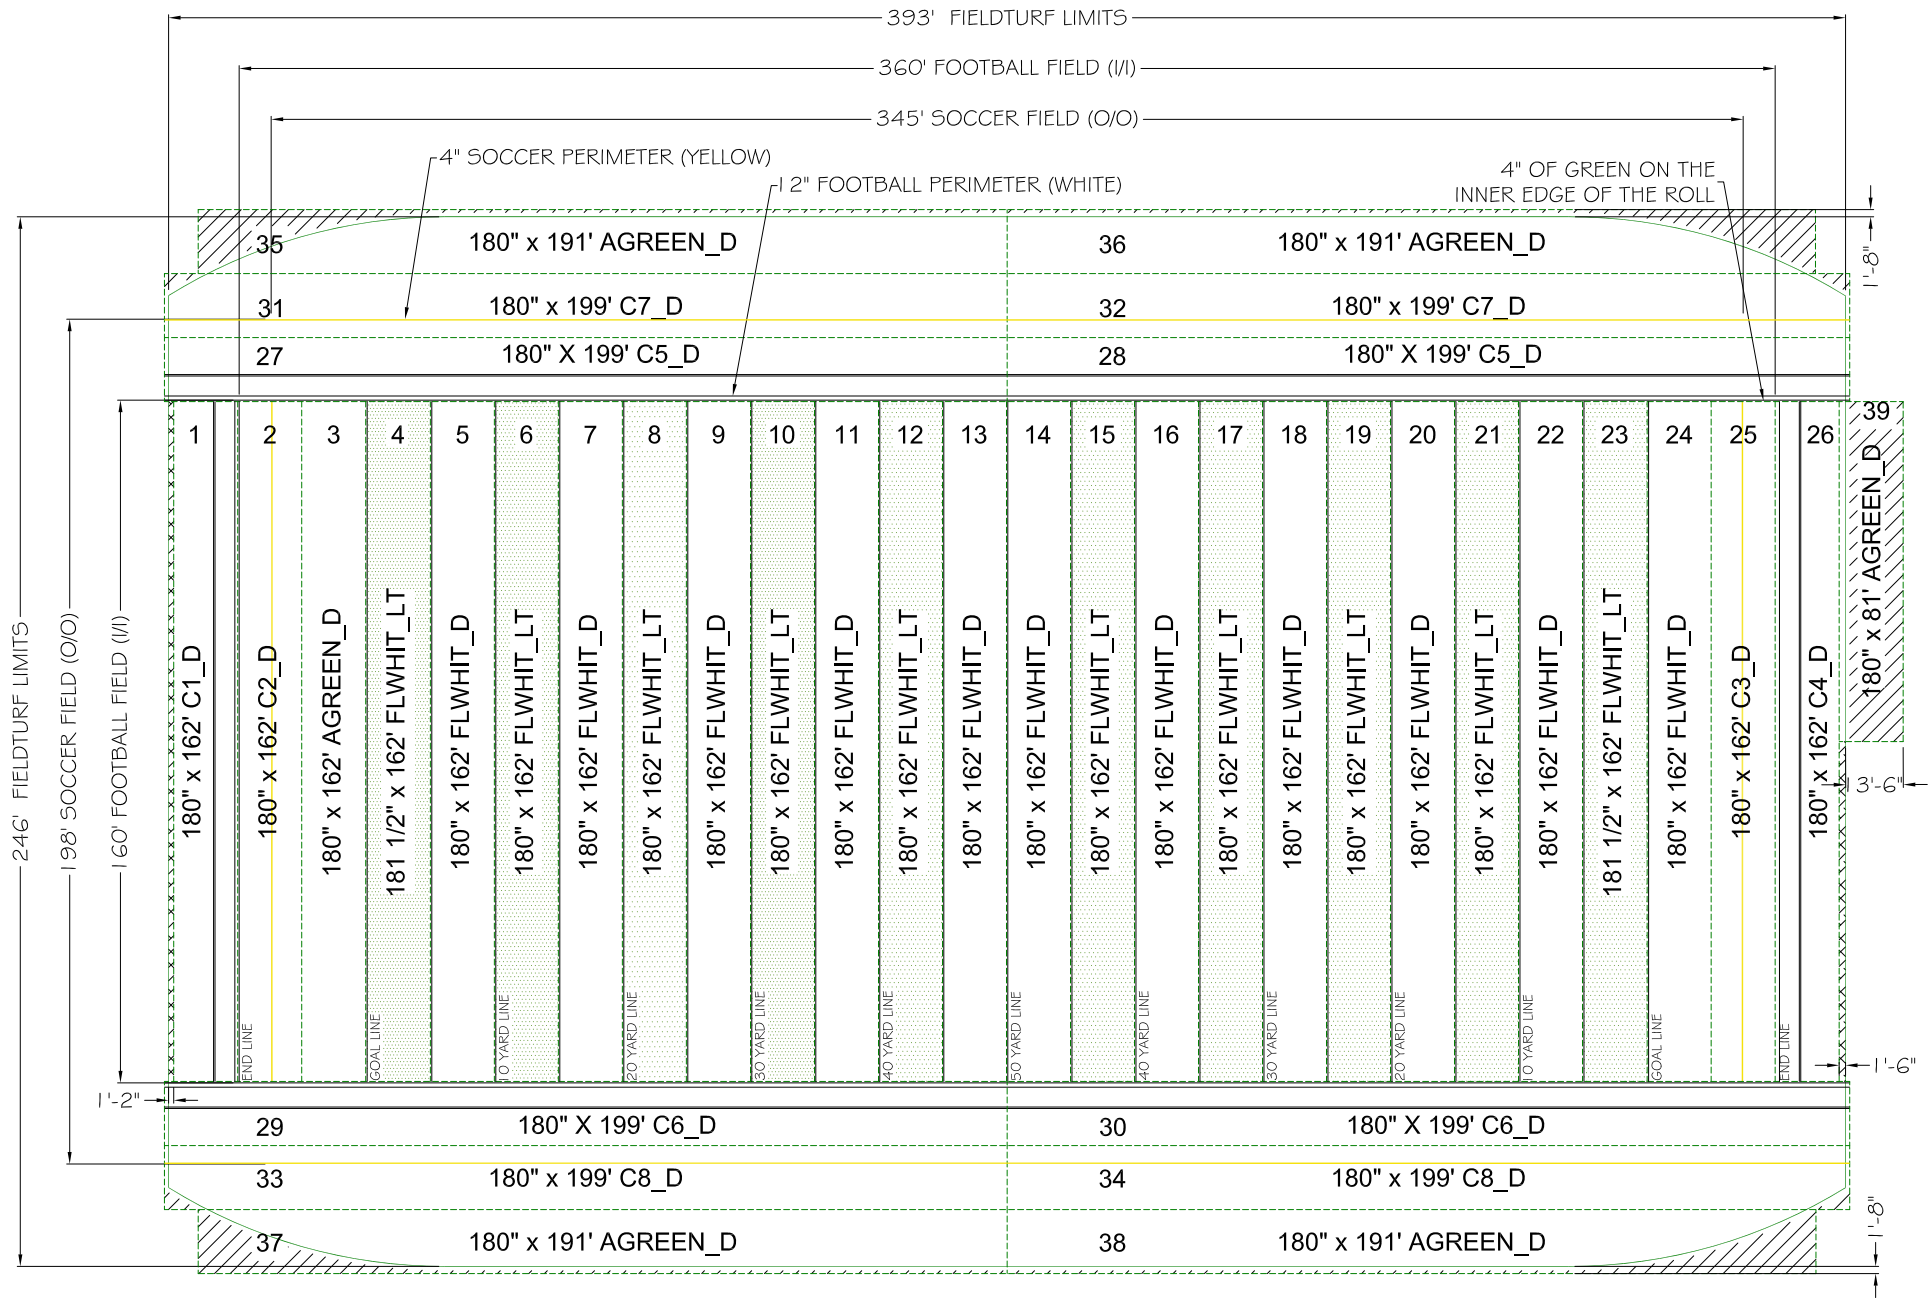 393' FIELDTURF LIMITS
360' FOOTBALL FIELD (I/I)
345' SOCCER FIELD (O/O)
4" SOCCER PERIMETER (YELLOW)
12" FOOTBALL PERIMETER (WHITE)
4" OF GREEN ON THE
INNER EDGE OF THE ROLL
1'-8"
35
180" x 191' AGREEN_D
36
180" x 191' AGREEN_D
31
180" x 199' C7_D
32
180" x 199' C7_D
27
180" X 199' C5_D
28
180" X 199' C5_D
246' FIELDTURF LIMITS
198' SOCCER FIELD (O/O)
160' FOOTBALL FIELD (I/I)
1
2
3
4
5
6
7
8
9
10
11
12
13
14
15
16
17
18
19
20
21
22
23
24
25
26
39
180" x 162' C1_D
180" x 162' C2_D
180" x 162' AGREEN_D
181 1/2" x 162' FLWHIT_LT
180" x 162' FLWHIT_D
180" x 162' FLWHIT_LT
180" x 162' FLWHIT_D
180" x 162' FLWHIT_LT
180" x 162' FLWHIT_D
180" x 162' FLWHIT_LT
180" x 162' FLWHIT_D
180" x 162' FLWHIT_LT
180" x 162' FLWHIT_D
180" x 162' FLWHIT_D
180" x 162' FLWHIT_LT
180" x 162' FLWHIT_D
180" x 162' FLWHIT_LT
180" x 162' FLWHIT_D
180" x 162' FLWHIT_LT
180" x 162' FLWHIT_D
180" x 162' FLWHIT_LT
180" x 162' FLWHIT_D
181 1/2" x 162' FLWHIT_LT
180" x 162' FLWHIT_D
180" x 162' C3_D
180" x 162' C4_D
180" x 81' AGREEN_D
13'-6"
END LINE
GOAL LINE
10 YARD LINE
20 YARD LINE
30 YARD LINE
40 YARD LINE
50 YARD LINE
40 YARD LINE
30 YARD LINE
20 YARD LINE
10 YARD LINE
GOAL LINE
END LINE
1'-6"
1'-2"
29
180" X 199' C6_D
30
180" X 199' C6_D
33
180" x 199' C8_D
34
180" x 199' C8_D
37
180" x 191' AGREEN_D
38
180" x 191' AGREEN_D
1'-8"